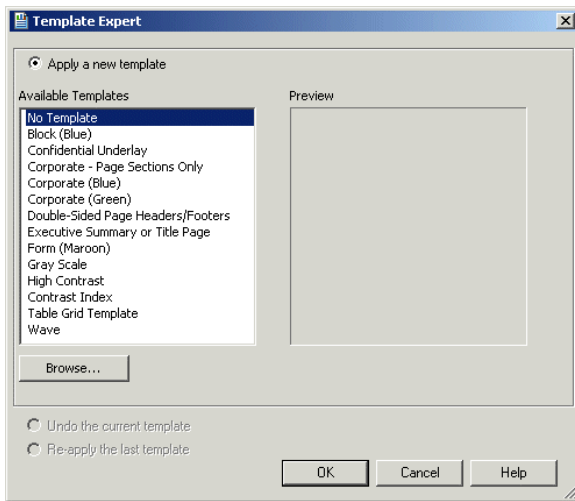 Template Expert
Apply a new template
Available Templates
Preview
No Template
Block (Blue)
Confidential Underlay
Corporate - Page Sections Only
Corporate (Blue)
Corporate (Green)
Double-Sided Page Headers/Footers
Executive Summary or Title Page
Form (Maroon)
Gray Scale
High Contrast
Contrast Index
Table Grid Template
Wave
Browse...
Undo the current template
Re-apply the last template
OK
Cancel
Help